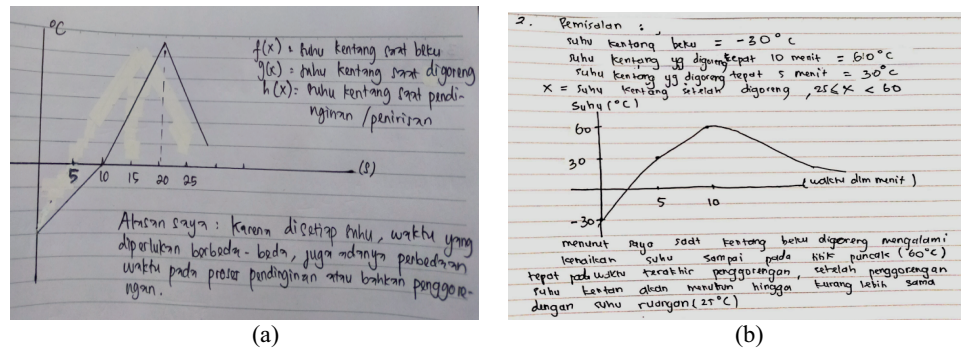 °C
f(x) : suhu kentang saat beku
g(x) : suhu kentang saat digoreng
h(x) : suhu kentang saat pendi-
nginan / penirisan
5 10 15 20 25 (s)
Alasan saya : Karena disetiap suhu, waktu yang
diperlukan berbeda-beda, juga adanya perbedaan
waktu pada proses pendinginan atau bahkan penggore-
ngan.
(a)
2. Pemisalan :
suhu kentang beku = -30°C
suhu kentang yg digoreng tepat 10 menit = 60°C
suhu kentang yg digoreng tepat 5 menit = 30°C
x = suhu kentang setelah digoreng, 25 ≤ x < 60
Suhu (°C)
60
30
-30
5 10
(waktu dlm menit)
menurut saya saat kentang beku digoreng mengalami
kenaikan suhu sampai pada titik puncak (60°C)
tepat pada waktu terakhir penggorengan, setelah penggorengan
suhu kentan akan menurun hingga kurang lebih sama
dengan suhu ruangan (25°C)
(b)